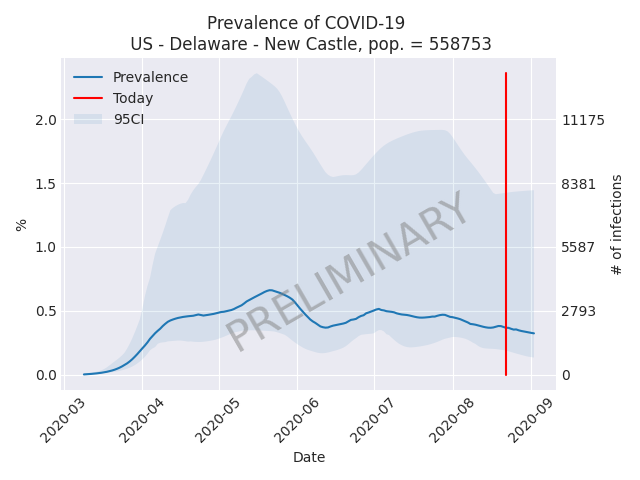 Prevalence of COVID-19
US - Delaware - New Castle, pop. = 558753
Prevalence
Today
95CI
2.0
1.5
1.0
0.5
0.0
%
11175
8381
5587
2793
0
# of infections
PRELIMINARY
2020-03
2020-04
2020-05
2020-06
2020-07
2020-08
2020-09
Date